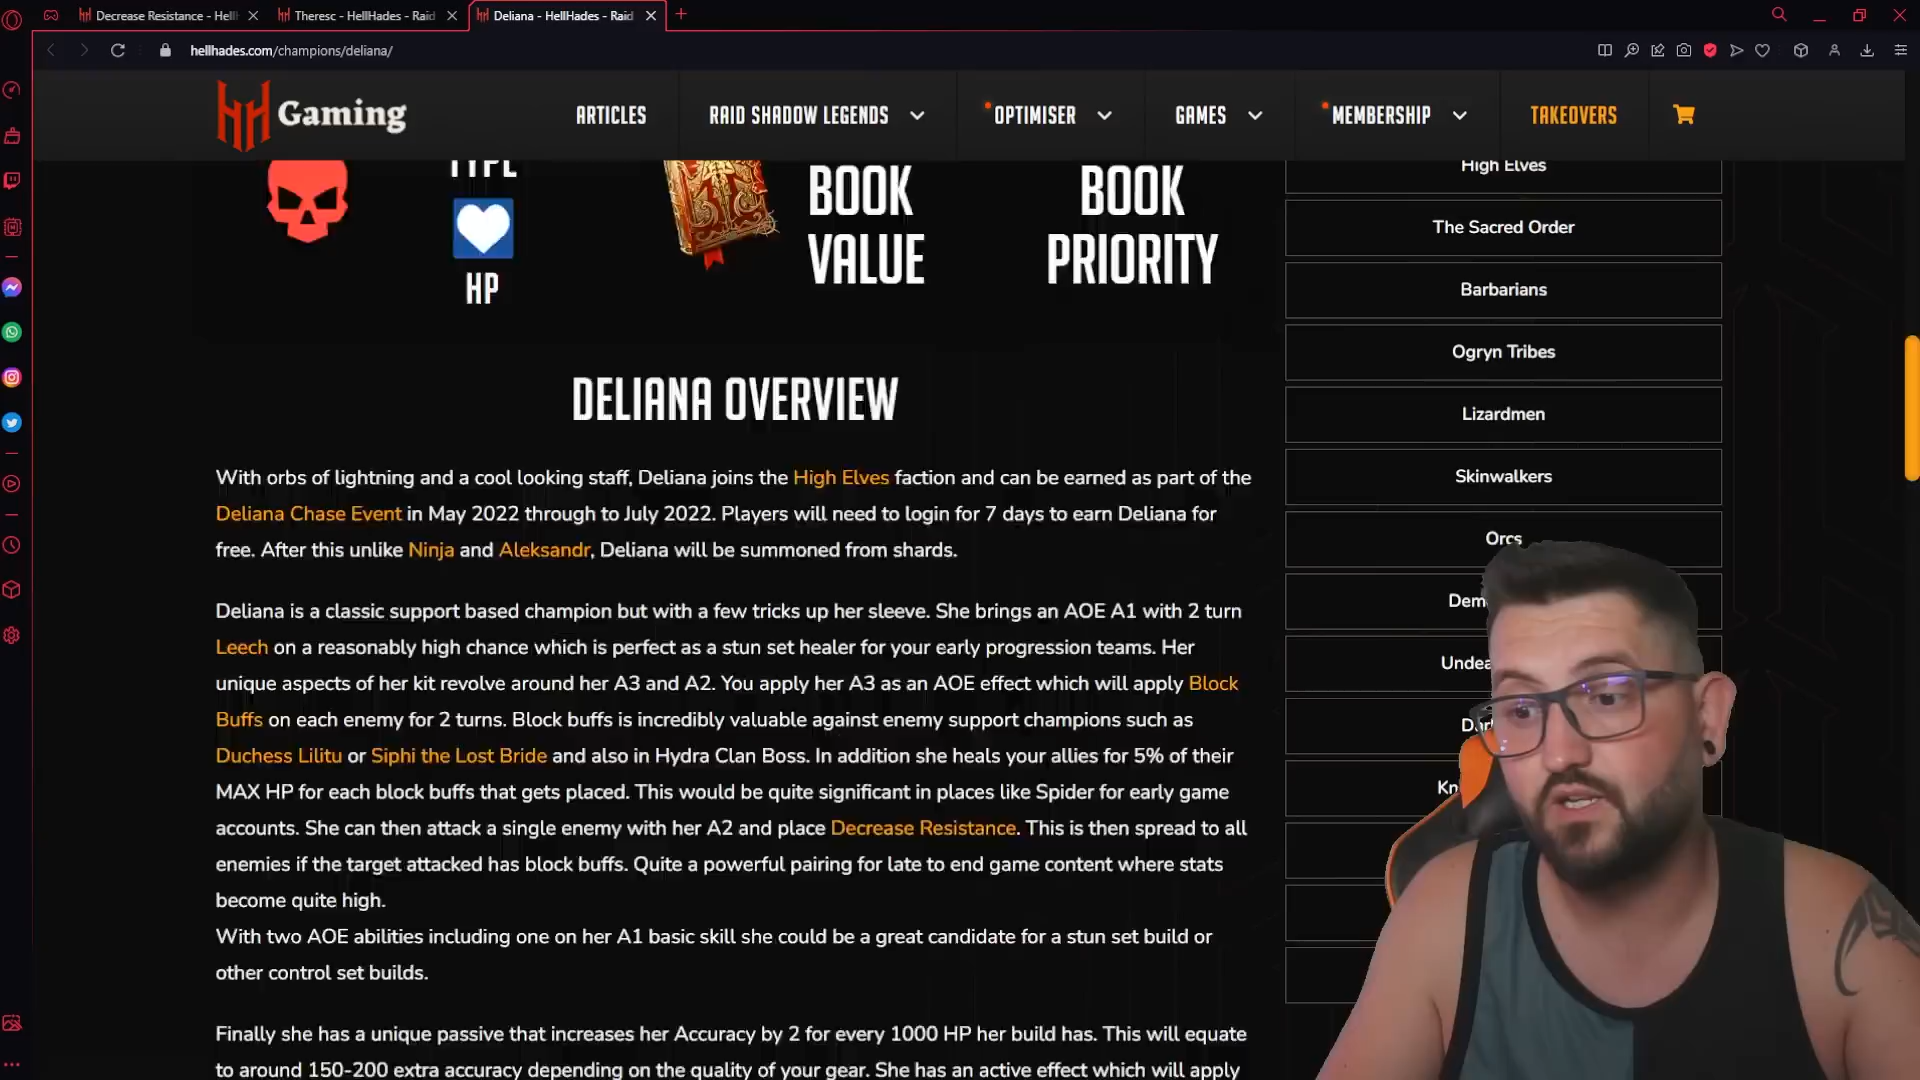 Decrease Resistance - Hell
Theresc - HellHades - Raid
Deliana - HellHades - Raid
hellhades.com/champions/deliana/
Gaming
ARTICLES
RAID SHADOW LEGENDS
OPTIMISER
GAMES
MEMBERSHIP
TAKEOVERS
TYPE
HP
BOOK
VALUE
BOOK
PRIORITY
DELIANA OVERVIEW
With orbs of lightning and a cool looking staff, Deliana joins the High Elves faction and can be earned as part of the
Deliana Chase Event in May 2022 through to July 2022. Players will need to login for 7 days to earn Deliana for
free. After this unlike Ninja and Aleksandr, Deliana will be summoned from shards.
Deliana is a classic support based champion but with a few tricks up her sleeve. She brings an AOE A1 with 2 turn
Leech on a reasonably high chance which is perfect as a stun set healer for your early progression teams. Her
unique aspects of her kit revolve around her A3 and A2. You apply her A3 as an AOE effect which will apply Block
Buffs on each enemy for 2 turns. Block buffs is incredibly valuable against enemy support champions such as
Duchess Lilitu or Siphi the Lost Bride and also in Hydra Clan Boss. In addition she heals your allies for 5% of their
MAX HP for each block buffs that gets placed. This would be quite significant in places like Spider for early game
accounts. She can then attack a single enemy with her A2 and place Decrease Resistance. This is then spread to all
enemies if the target attacked has block buffs. Quite a powerful pairing for late to end game content where stats
become quite high.
With two AOE abilities including one on her A1 basic skill she could be a great candidate for a stun set build or
other control set builds.
Finally she has a unique passive that increases her Accuracy by 2 for every 1000 HP her build has. This will equate
to around 150-200 extra accuracy depending on the quality of your gear. She has an active effect which will apply
High Elves
The Sacred Order
Barbarians
Ogryn Tribes
Lizardmen
Skinwalkers
Orcs
Dem
Undea
Dar
Kn